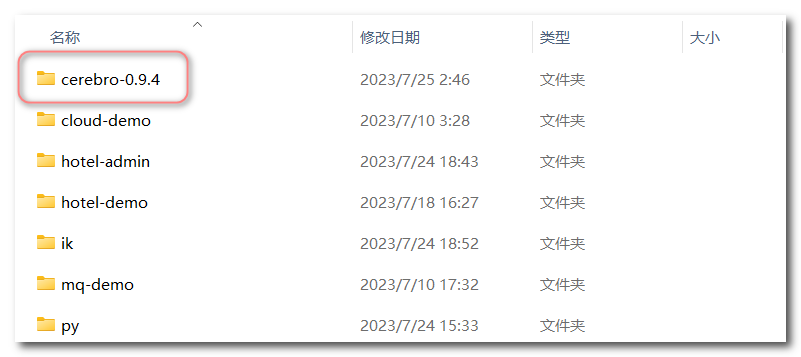 名称 修改日期 类型 大小
cerebro-0.9.4 2023/7/25 2:46 文件夹
cloud-demo 2023/7/10 3:28 文件夹
hotel-admin 2023/7/24 18:43 文件夹
hotel-demo 2023/7/18 16:27 文件夹
ik 2023/7/24 18:52 文件夹
mq-demo 2023/7/10 17:32 文件夹
py 2023/7/24 15:33 文件夹